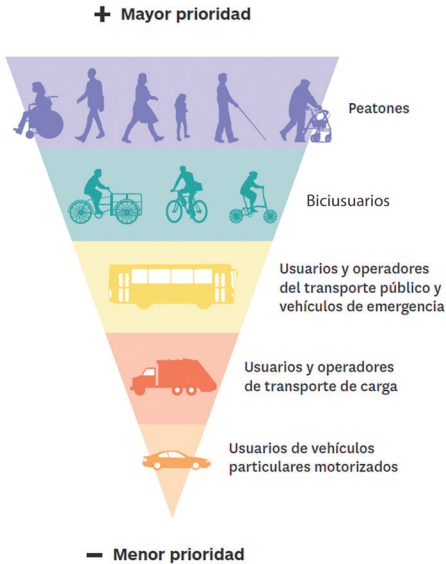 + Mayor prioridad
Peatones
Biciusuarios
Usuarios y operadores
del transporte público y
vehículos de emergencia
Usuarios y operadores
de transporte de carga
Usuarios de vehículos
particulares motorizados
− Menor prioridad